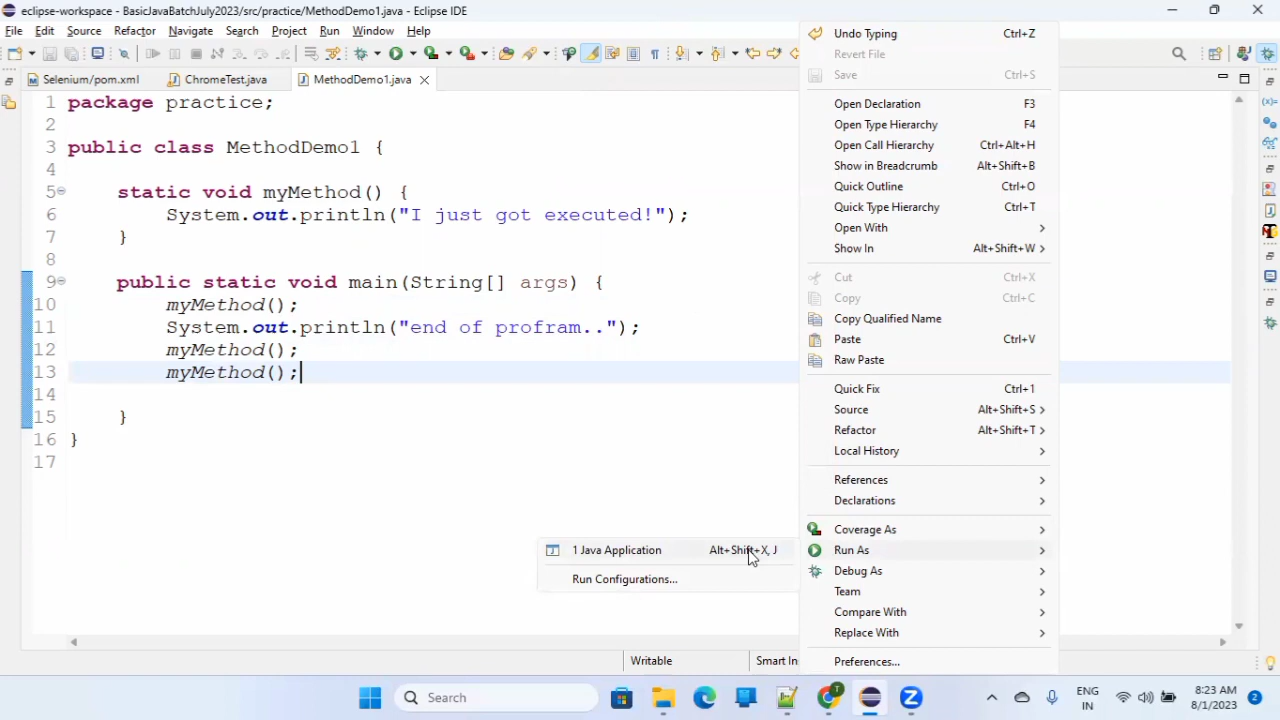 eclipse-workspace - BasicJavaBatchJuly2023/src/practice/MethodDemo1.java - Eclipse IDE
File Edit Source Refactor Navigate Search Project Run Window Help
Selenium/pom.xml ChromeTest.java MethodDemo1.java
1 package practice;
2
3 public class MethodDemo1 {
4
5 static void myMethod() {
6 System.out.println("I just got executed!");
7 }
8
9 public static void main(String[] args) {
10 myMethod();
11 System.out.println("end of profram..");
12 myMethod();
13 myMethod();
14
15 }
16 }
17
Undo Typing Ctrl+Z
Revert File
Save Ctrl+S
Open Declaration F3
Open Type Hierarchy F4
Open Call Hierarchy Ctrl+Alt+H
Show in Breadcrumb Alt+Shift+B
Quick Outline Ctrl+O
Quick Type Hierarchy Ctrl+T
Open With
Show In Alt+Shift+W
Cut Ctrl+X
Copy Ctrl+C
Copy Qualified Name
Paste Ctrl+V
Raw Paste
Quick Fix Ctrl+1
Source Alt+Shift+S
Refactor Alt+Shift+T
Local History
References
Declarations
Coverage As
Run As
Debug As
Team
Compare With
Replace With
Preferences...
1 Java Application Alt+Shift+X, J
Run Configurations...
Writable Smart In
Search
ENG
IN
8:23 AM
8/1/2023
2